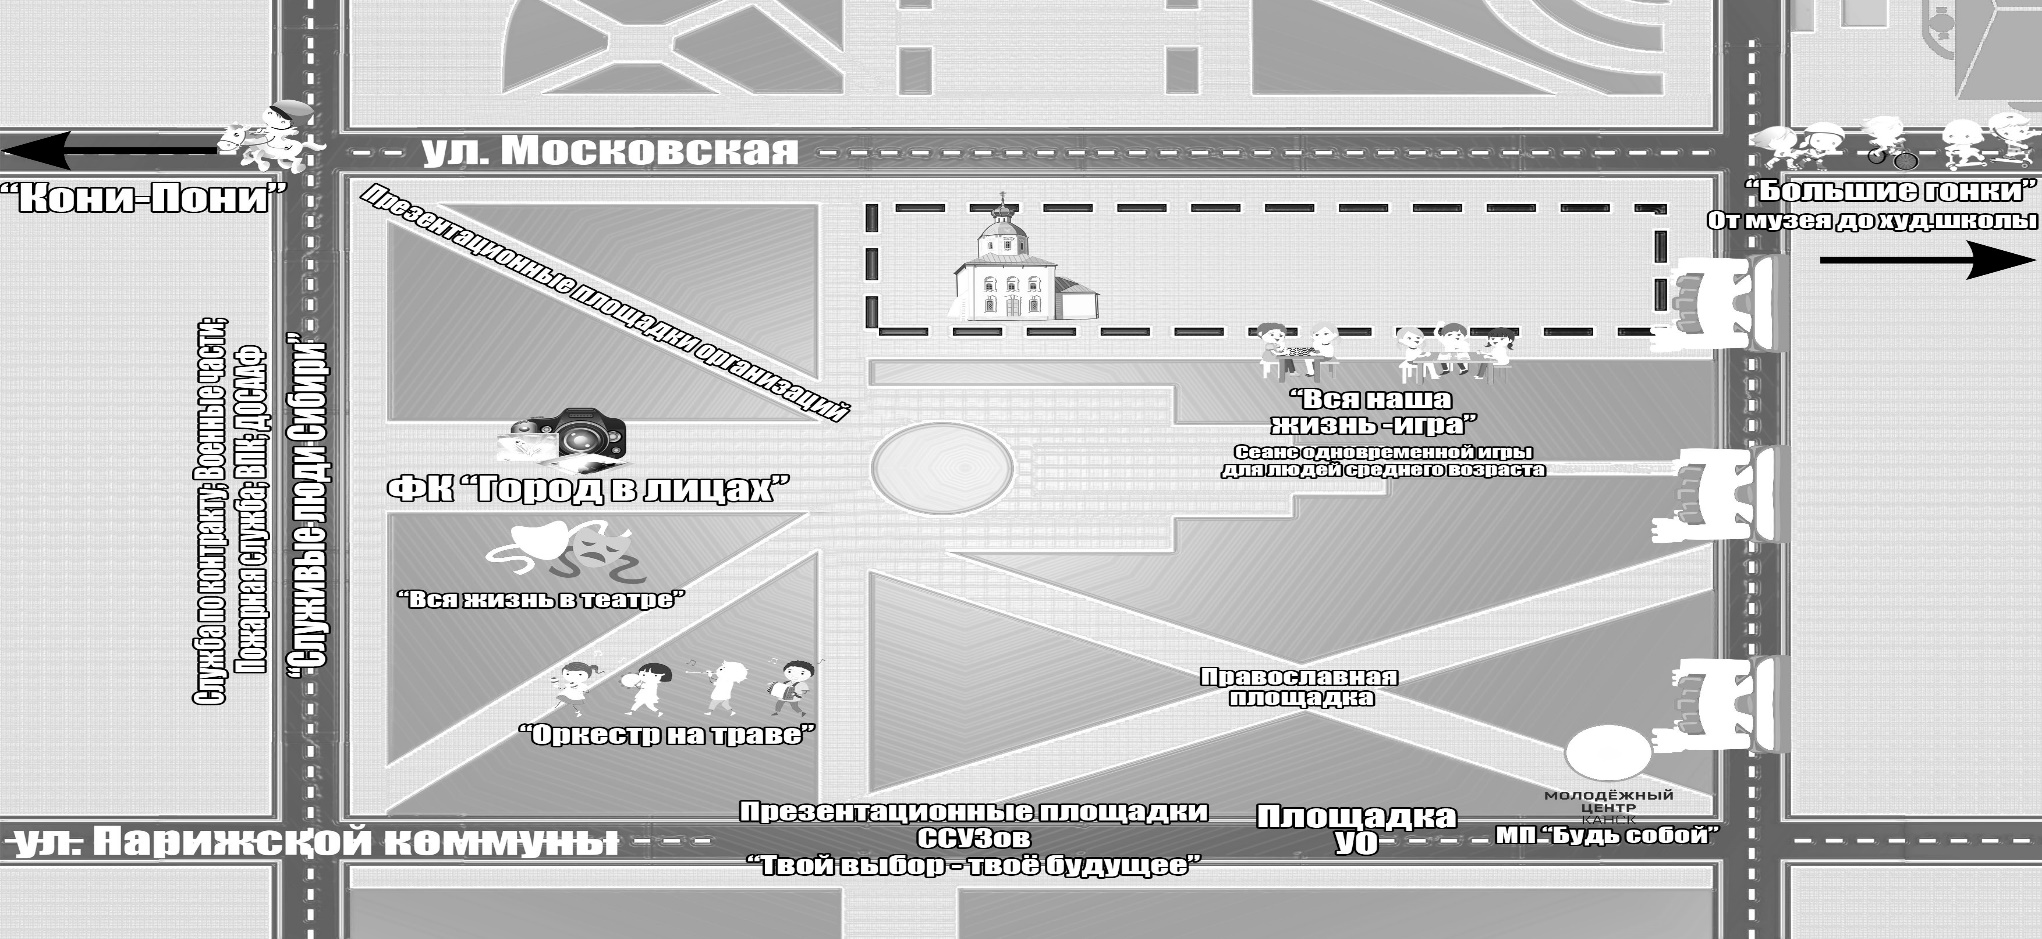 ул. Московская
“Кони-Пони”
“Большие гонки”
От музея до худ.школы
Презентационные площадки организаций
Служба по контракту; Военные части;
Пожарная служба; ВПК; ДОСААФ
“Служивые люди Сибири”
“Вся наша
жизнь -игра”
Сеанс одновременной игры
для людей среднего возраста
ФК “Город в лицах”
“Вся жизнь в театре”
“Оркестр на траве”
Православная
площадка
МОЛОДЁЖНЫЙ
ЦЕНТР
КАНСК
МП “Будь собой”
Площадка
УО
Презентационные площадки
ССУЗов
“Твой выбор - твоё будущее”
ул. Парижской коммуны